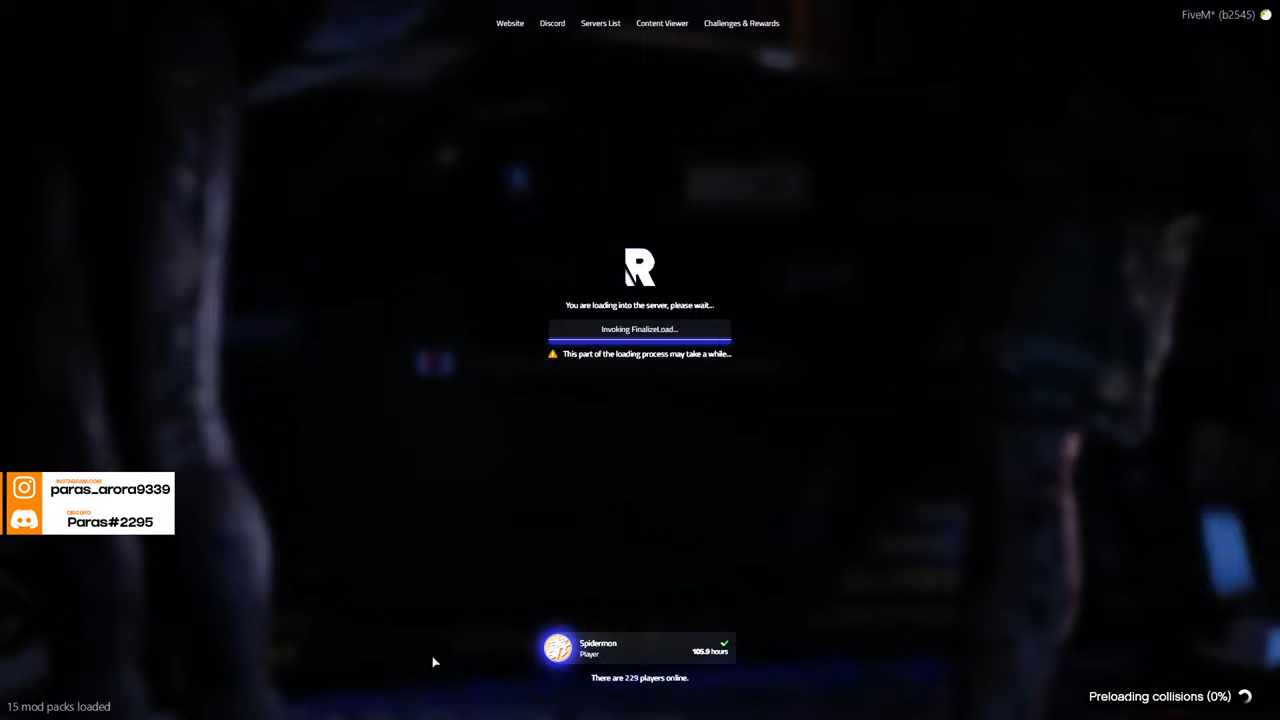 Website Discord Servers List Content Viewer Challenges & Rewards
FiveM* (b2545)
R
You are loading into the server, please wait...
Invoking FinalizeLoad...
This part of the loading process may take a while...
INSTAGRAM.COM
paras_arora9339
DISCORD
Paras#2295
Spidermon
Player
105.9 hours
There are 229 players online.
15 mod packs loaded
Preloading collisions (0%)